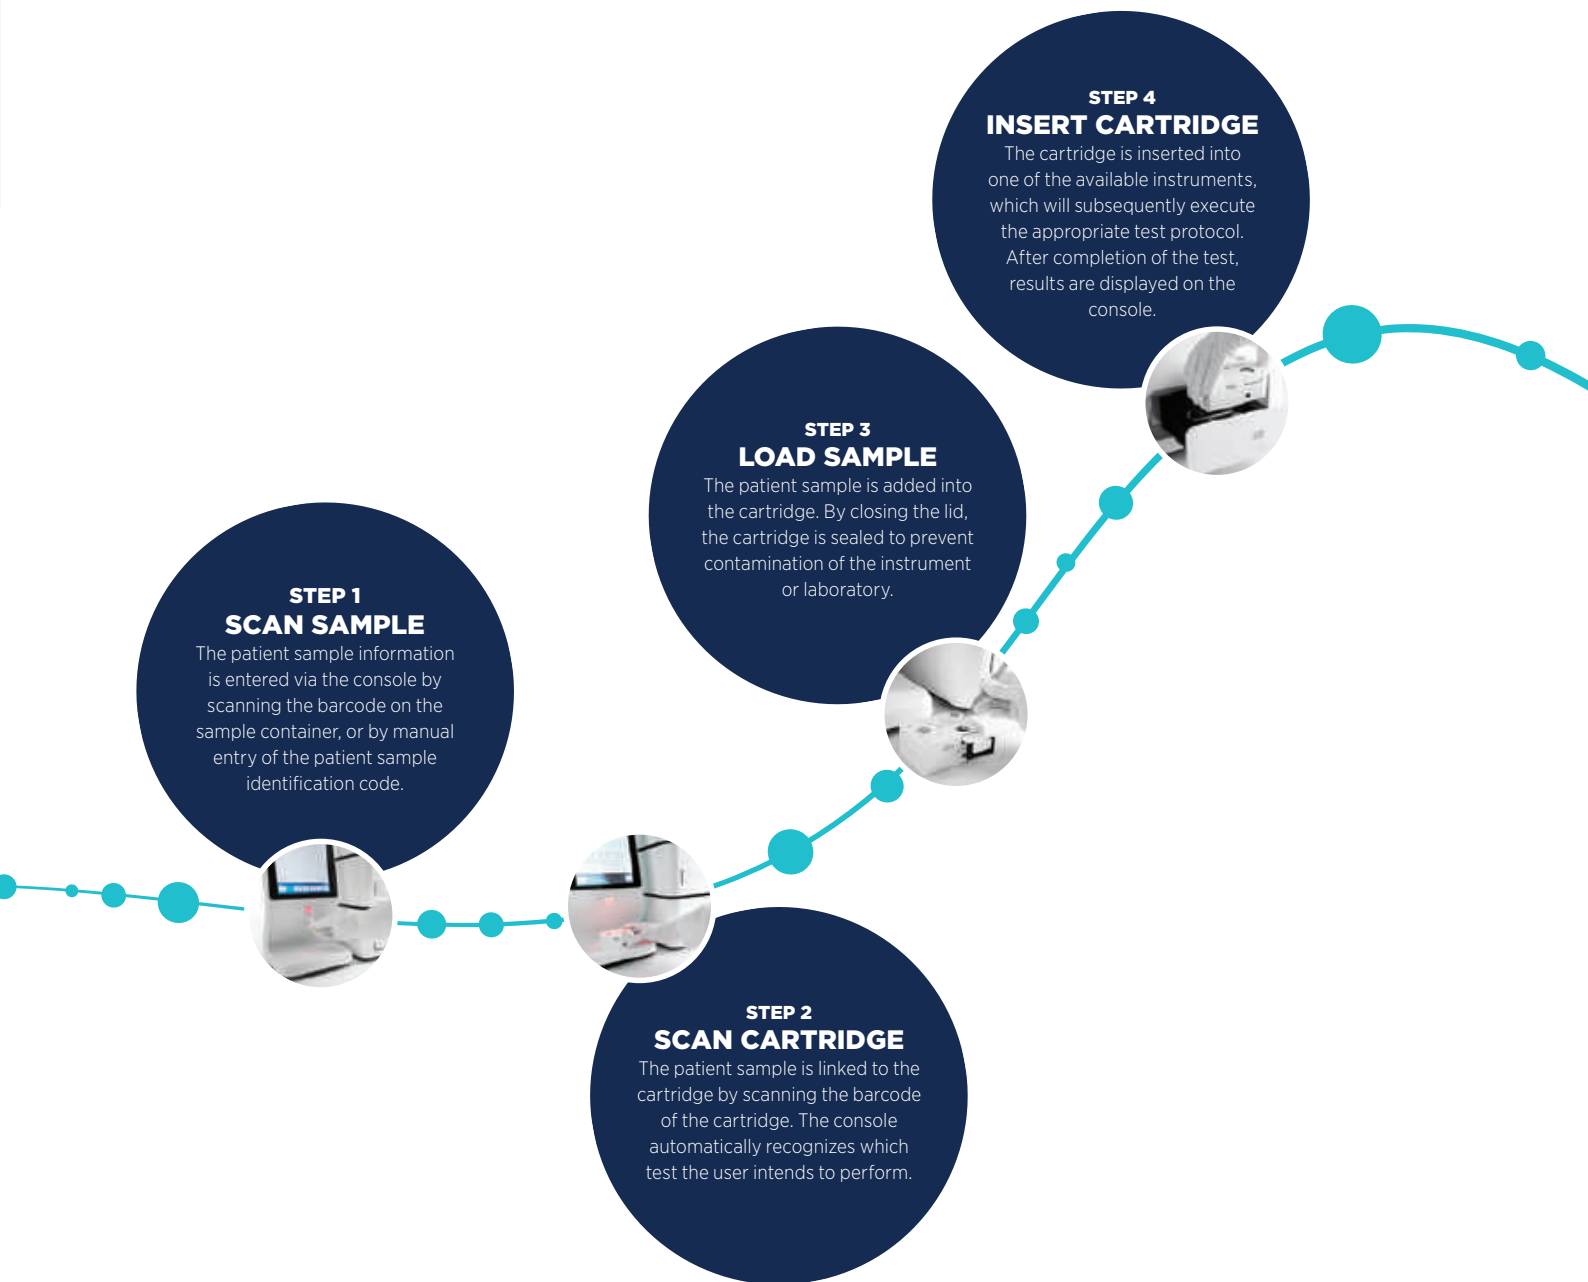 STEP 1
SCAN SAMPLE
The patient sample information
is entered via the console by
scanning the barcode on the
sample container, or by manual
entry of the patient sample
identification code.
STEP 2
SCAN CARTRIDGE
The patient sample is linked to the
cartridge by scanning the barcode
of the cartridge. The console
automatically recognizes which
test the user intends to perform.
STEP 3
LOAD SAMPLE
The patient sample is added into
the cartridge. By closing the lid,
the cartridge is sealed to prevent
contamination of the instrument
or laboratory.
STEP 4
INSERT CARTRIDGE
The cartridge is inserted into
one of the available instruments,
which will subsequently execute
the appropriate test protocol.
After completion of the test,
results are displayed on the
console.